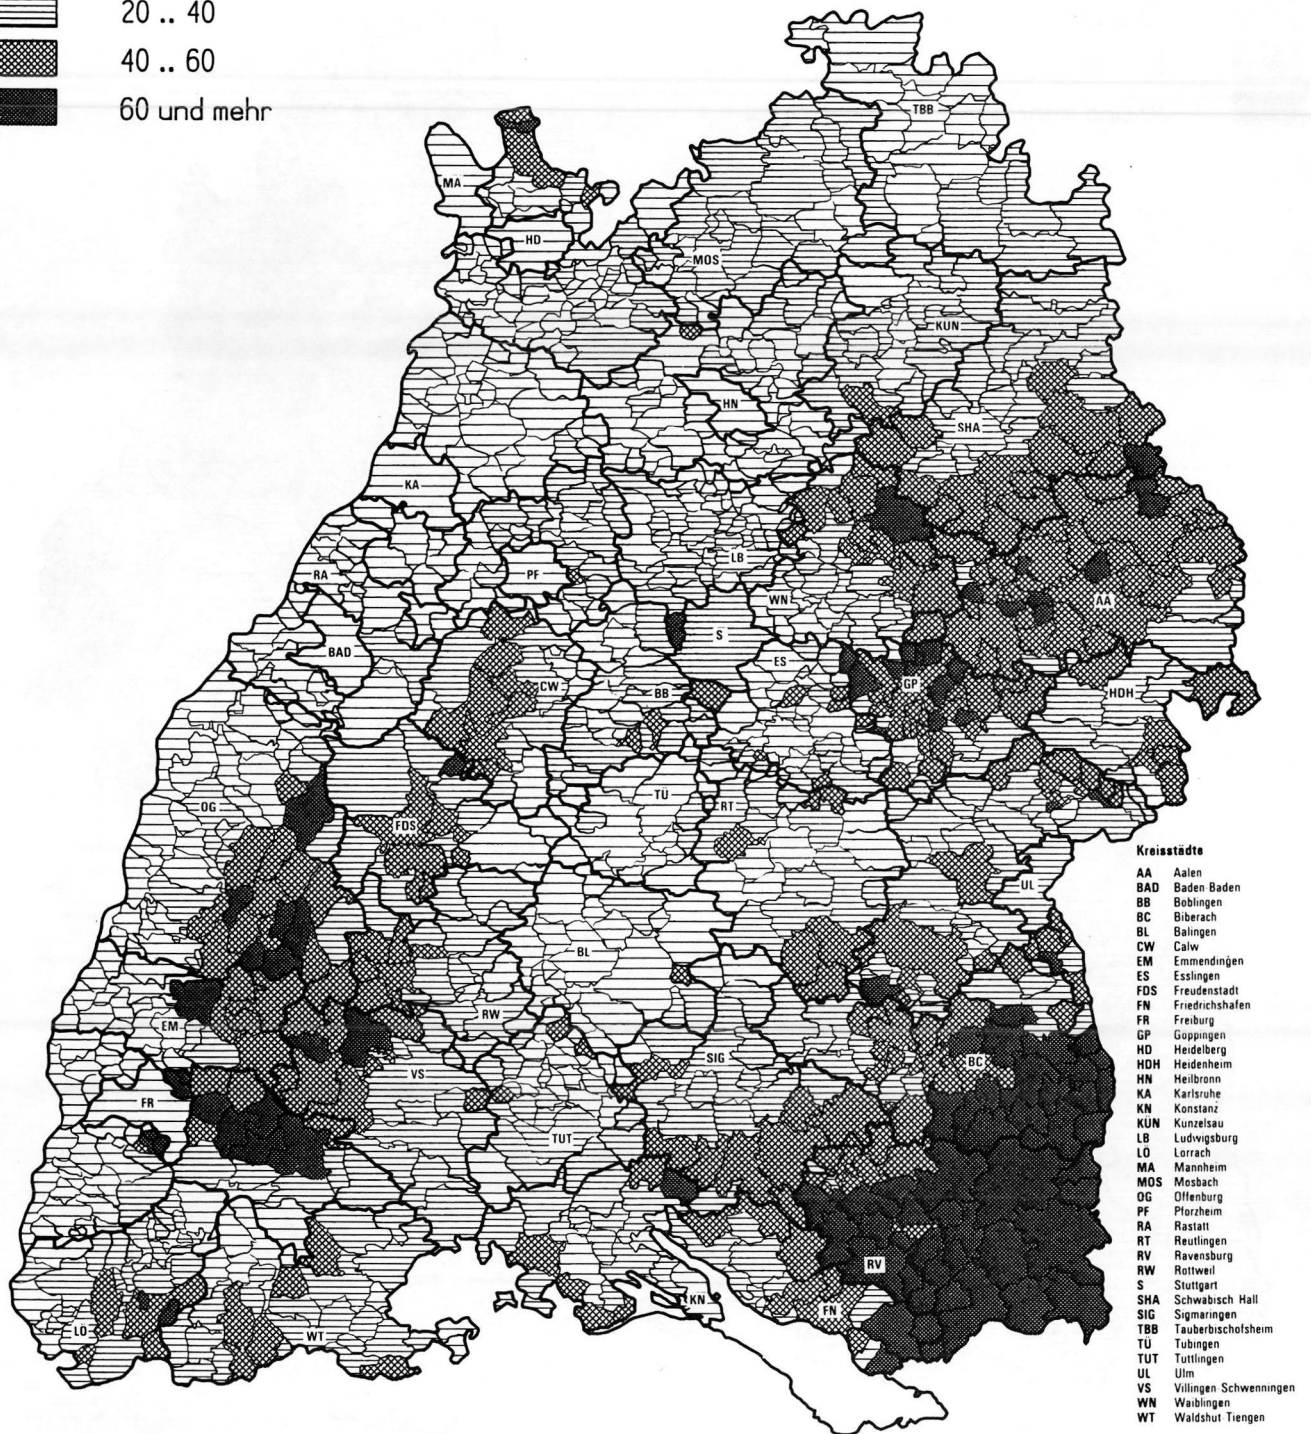 20 .. 40
40 .. 60
60 und mehr
TBB
MA
HD
MOS
KÜN
HN
SHA
KA
LB
RA
PF
WN
AA
S
BAD
ES
CW
BB
GP
HDH
OG
TÜ
RT
FDS
UL
BL
EM
RW
SIG
BC
VS
FR
TUT
RV
KN
FN
LÖ
WT
Kreisstädte
AA Aalen
BAD Baden Baden
BB Boblingen
BC Biberach
BL Balingen
CW Calw
EM Emmendingen
ES Esslingen
FDS Freudenstadt
FN Friedrichshafen
FR Freiburg
GP Goppingen
HD Heidelberg
HDH Heidenheim
HN Heilbronn
KA Karlsruhe
KN Konstanz
KÜN Kunzelsau
LB Ludwigsburg
LÖ Lorrach
MA Mannheim
MOS Mosbach
OG Offenburg
PF Pforzheim
RA Rastatt
RT Reutlingen
RV Ravensburg
RW Rottweil
S Stuttgart
SHA Schwabisch Hall
SIG Sigmaringen
TBB Tauberbischofsheim
TÜ Tubingen
TUT Tuttlingen
UL Ulm
VS Villingen Schwenningen
WN Waiblingen
WT Waldshut Tiengen